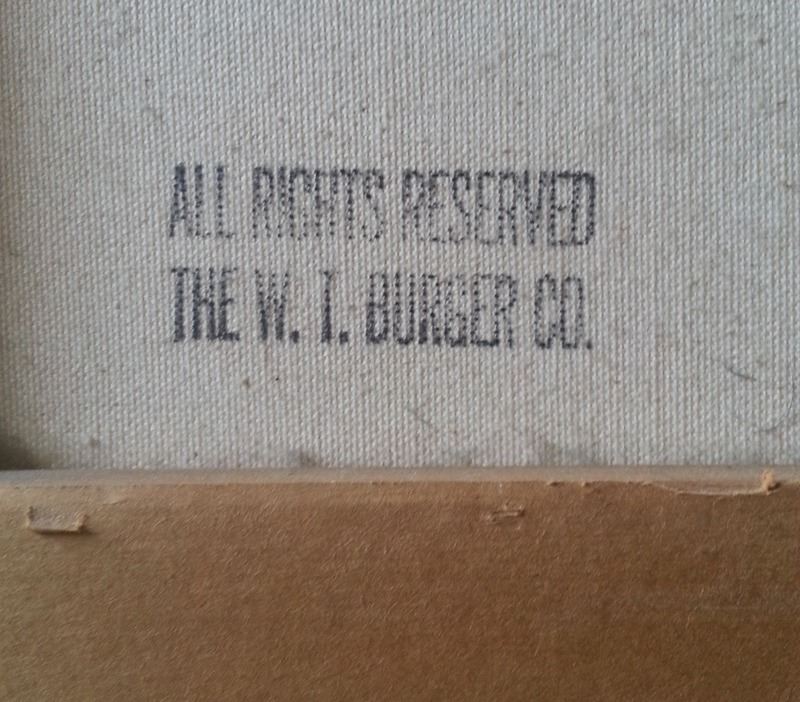 ALL RIGHTS RESERVED
THE W. T. BURGER CO.